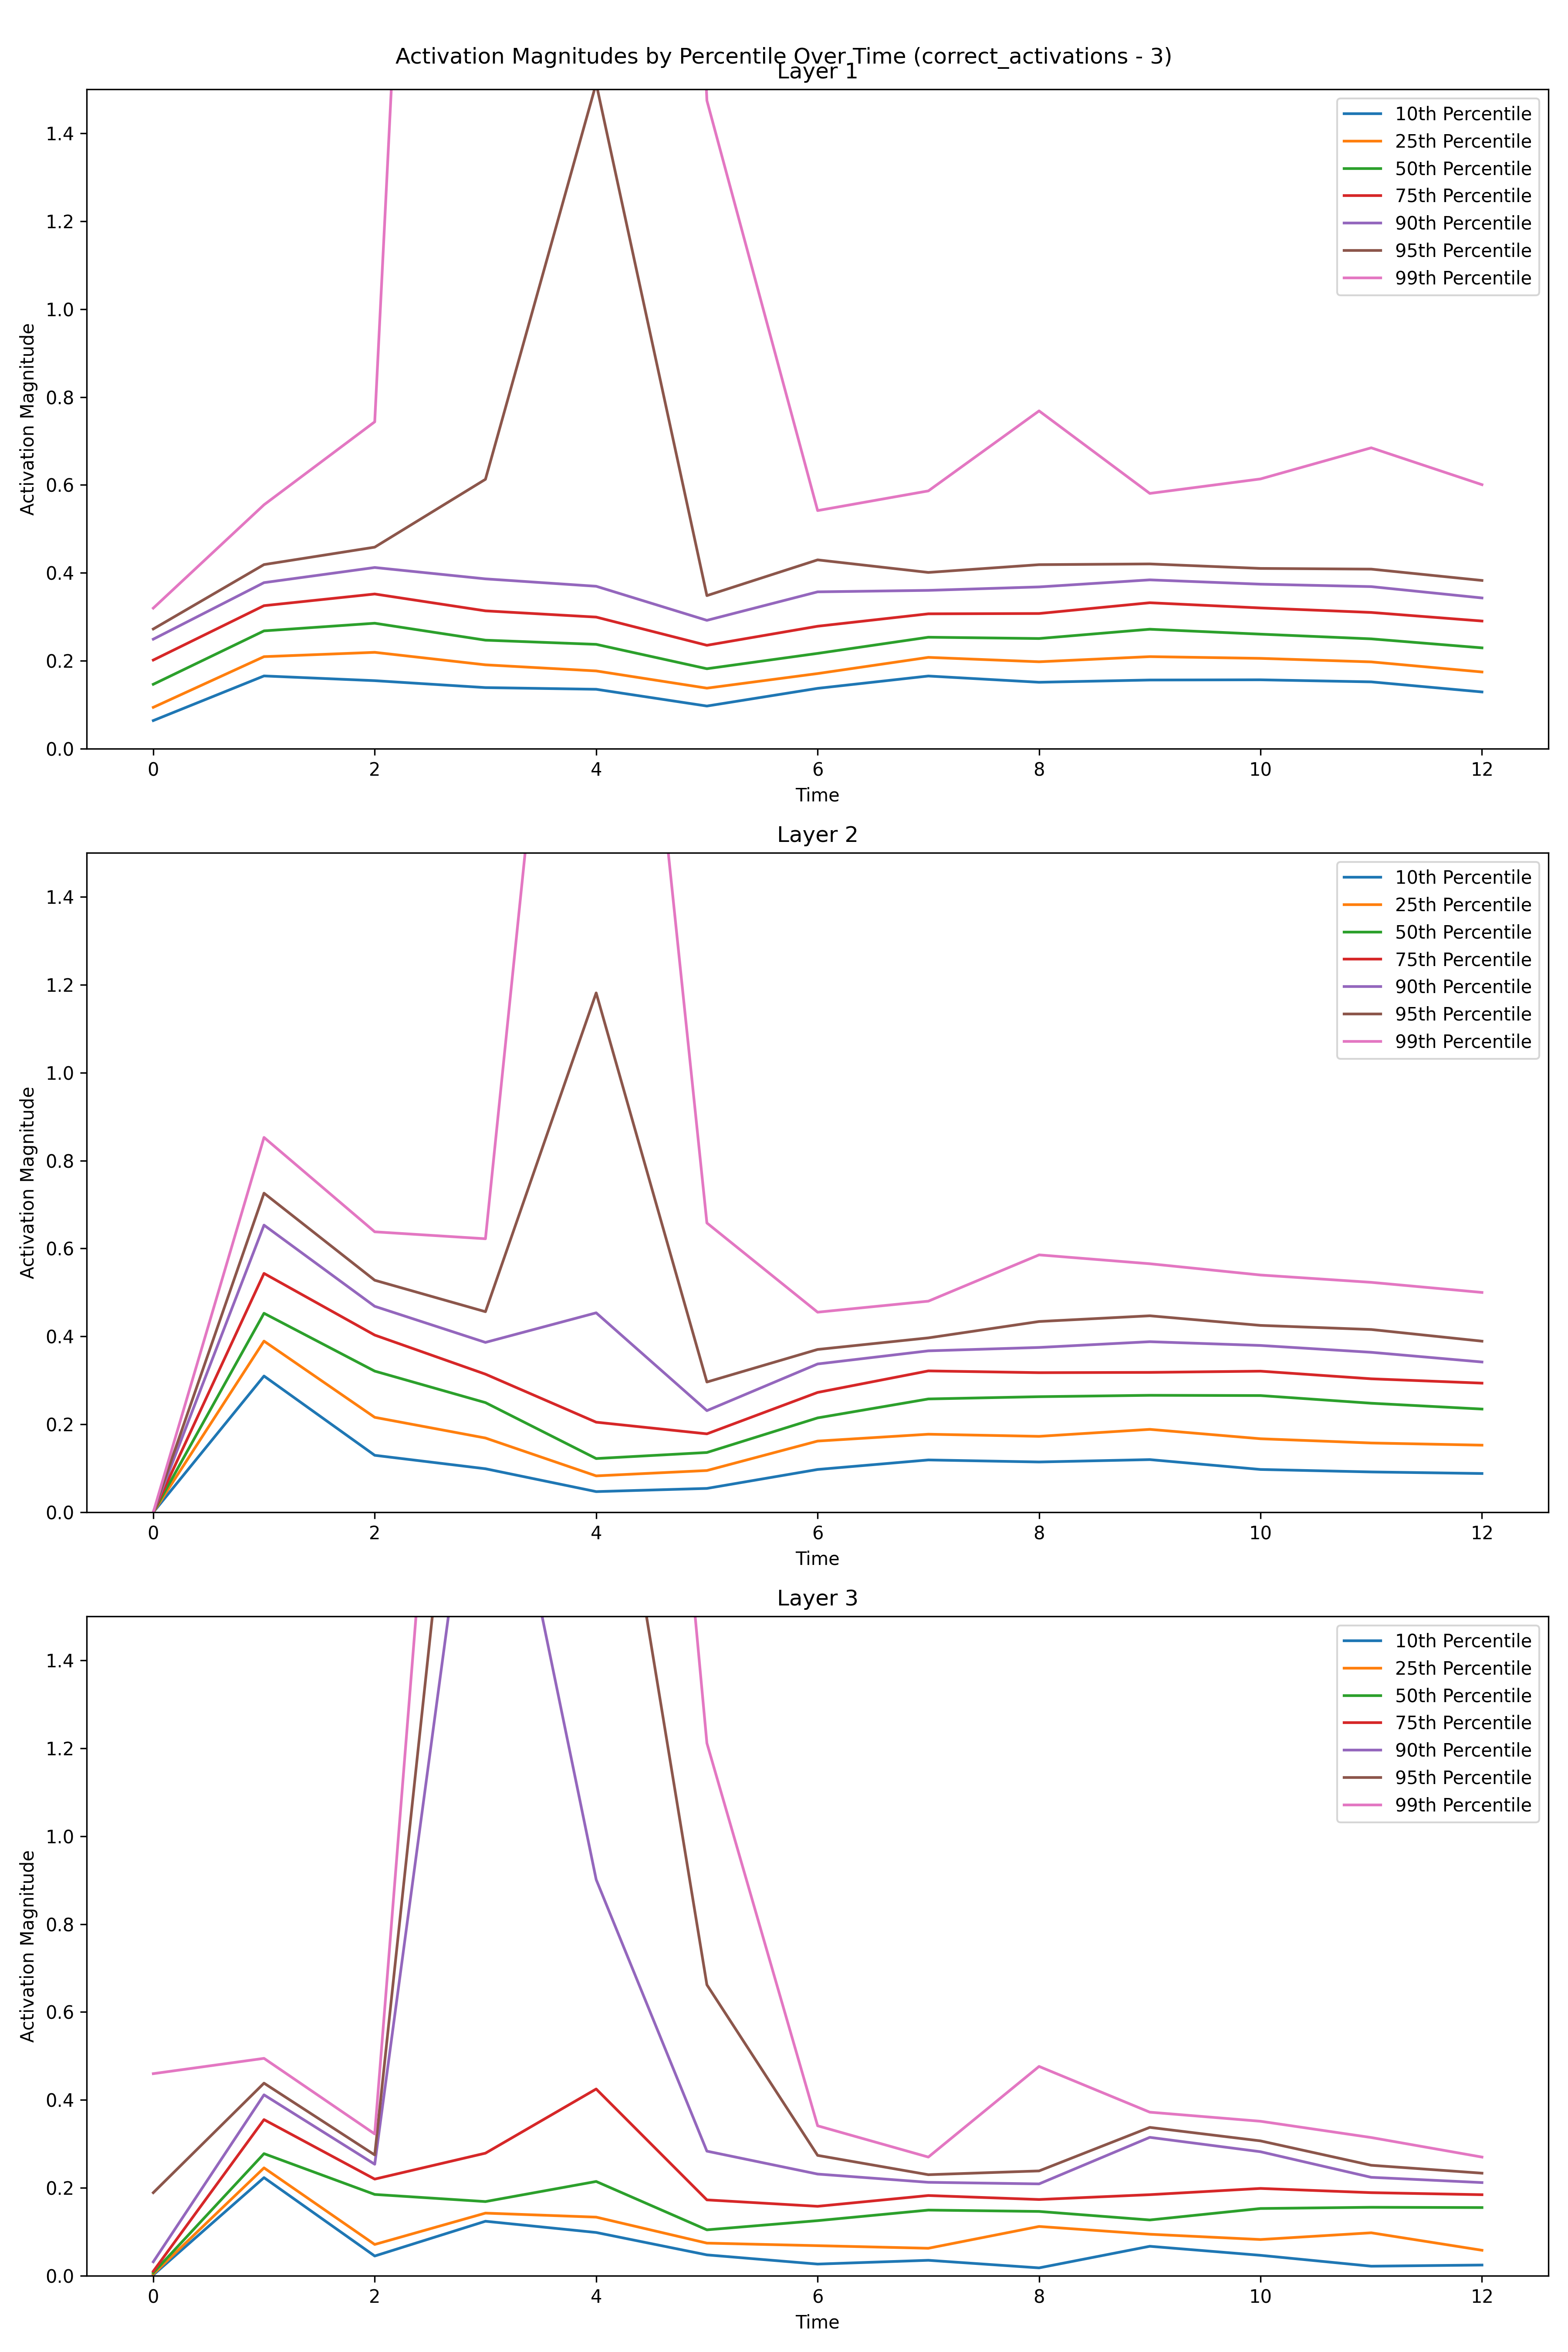 Activation Magnitudes by Percentile Over Time (correct_activations - 3)
Layer 1
10th Percentile
25th Percentile
50th Percentile
75th Percentile
90th Percentile
95th Percentile
99th Percentile
Activation Magnitude
1.4
1.2
1.0
0.8
0.6
0.4
0.2
0.0
0 2 4 6 8 10 12
Time
Layer 2
10th Percentile
25th Percentile
50th Percentile
75th Percentile
90th Percentile
95th Percentile
99th Percentile
Activation Magnitude
1.4
1.2
1.0
0.8
0.6
0.4
0.2
0.0
0 2 4 6 8 10 12
Time
Layer 3
10th Percentile
25th Percentile
50th Percentile
75th Percentile
90th Percentile
95th Percentile
99th Percentile
Activation Magnitude
1.4
1.2
1.0
0.8
0.6
0.4
0.2
0.0
0 2 4 6 8 10 12
Time